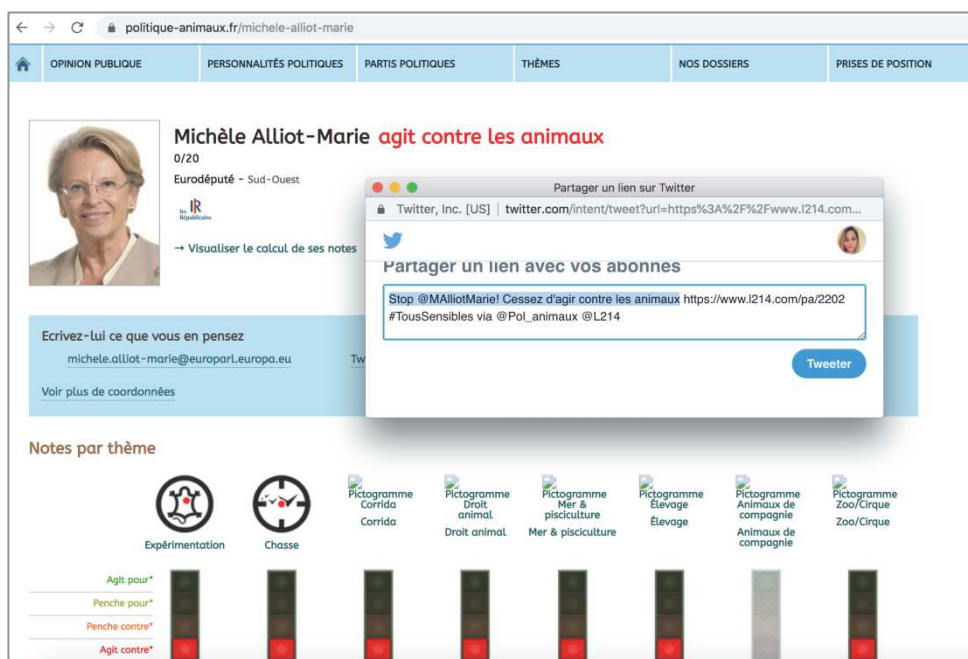 politique-animaux.fr/michele-alliot-marie
OPINION PUBLIQUE
PERSONNALITÉS POLITIQUES
PARTIS POLITIQUES
THÈMES
NOS DOSSIERS
PRISES DE POSITION
Michèle Alliot-Marie agit contre les animaux
0/20
Eurodéputé - Sud-Ouest
les Républicains
→ Visualiser le calcul de ses notes
Partager un lien sur Twitter
Twitter, Inc. [US] | twitter.com/intent/tweet?url=https%3A%2F%2Fwww.l214.com...
Partager un lien avec vos abonnés
Stop @MAlliotMarie! Cessez d'agir contre les animaux https://www.l214.com/pa/2202
#TousSensibles via @Pol_animaux @L214
Tweeter
Ecrivez-lui ce que vous en pensez
michele.alliot-marie@europarl.europa.eu
Tw
Voir plus de coordonnées
Notes par thème
Expérimentation
Chasse
Pictogramme
Corrida
Corrida
Pictogramme
Droit
animal
Droit animal
Pictogramme
Mer &
pisciculture
Mer & pisciculture
Pictogramme
Élevage
Élevage
Pictogramme
Animaux de
compagnie
Animaux de
compagnie
Pictogramme
Zoo/Cirque
Zoo/Cirque
Agit pour*
Penche pour*
Penche contre*
Agit contre*